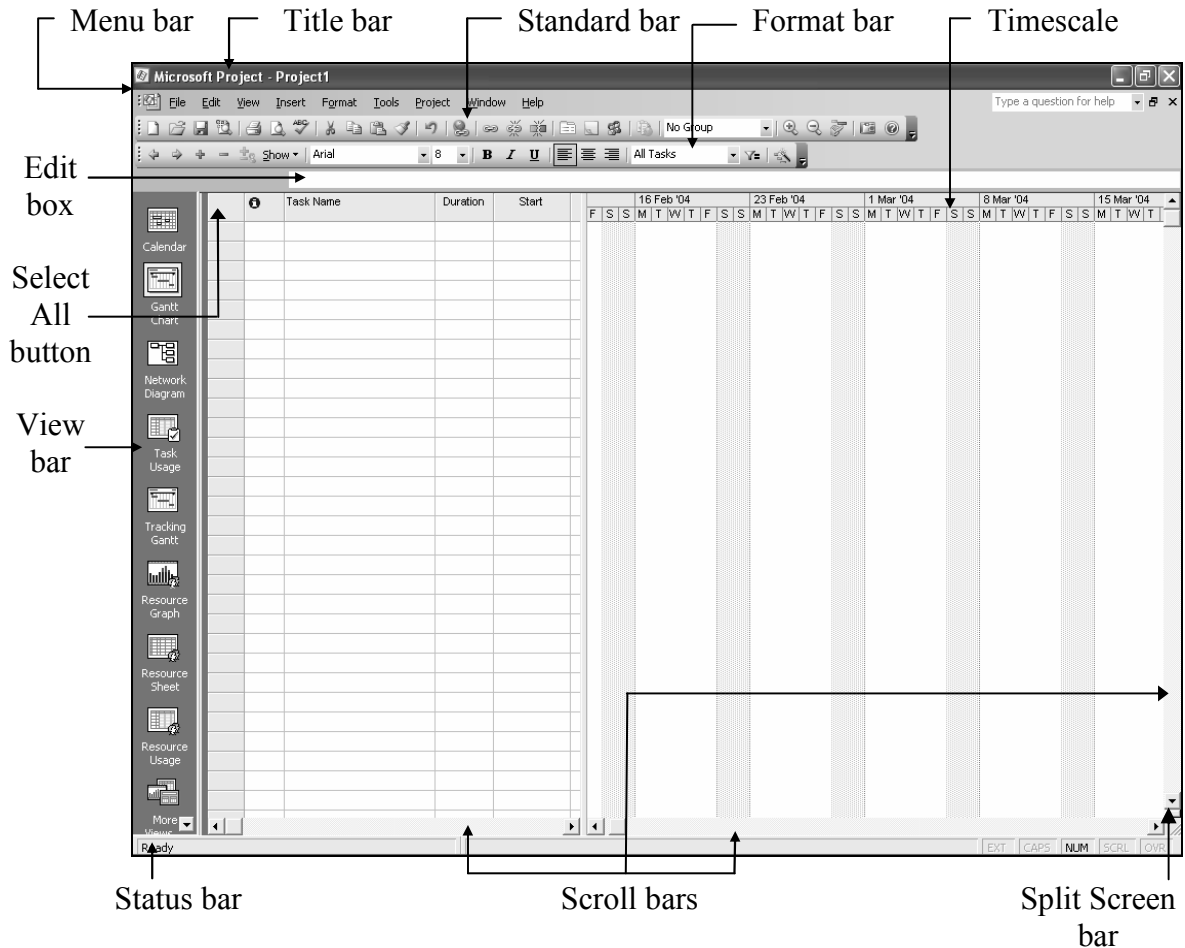 Menu bar Title bar Standard bar Format bar Timescale
Microsoft Project - Project1
File Edit View Insert Format Tools Project Window Help Type a question for help
No Group
Show Arial 8 B I U All Tasks
Edit
box
Task Name Duration Start
16 Feb '04 23 Feb '04 1 Mar '04 8 Mar '04 15 Mar '04
F S S M T W T F S S M T W T F S S M T W T F S S M T W T F S S M T W T
Calendar
Select
All
button
Gantt
Chart
Network
Diagram
View
bar
Task
Usage
Tracking
Gantt
Resource
Graph
Resource
Sheet
Resource
Usage
More
Views...
Ready EXT CAPS NUM SCRL OVR
Status bar Scroll bars Split Screen
bar